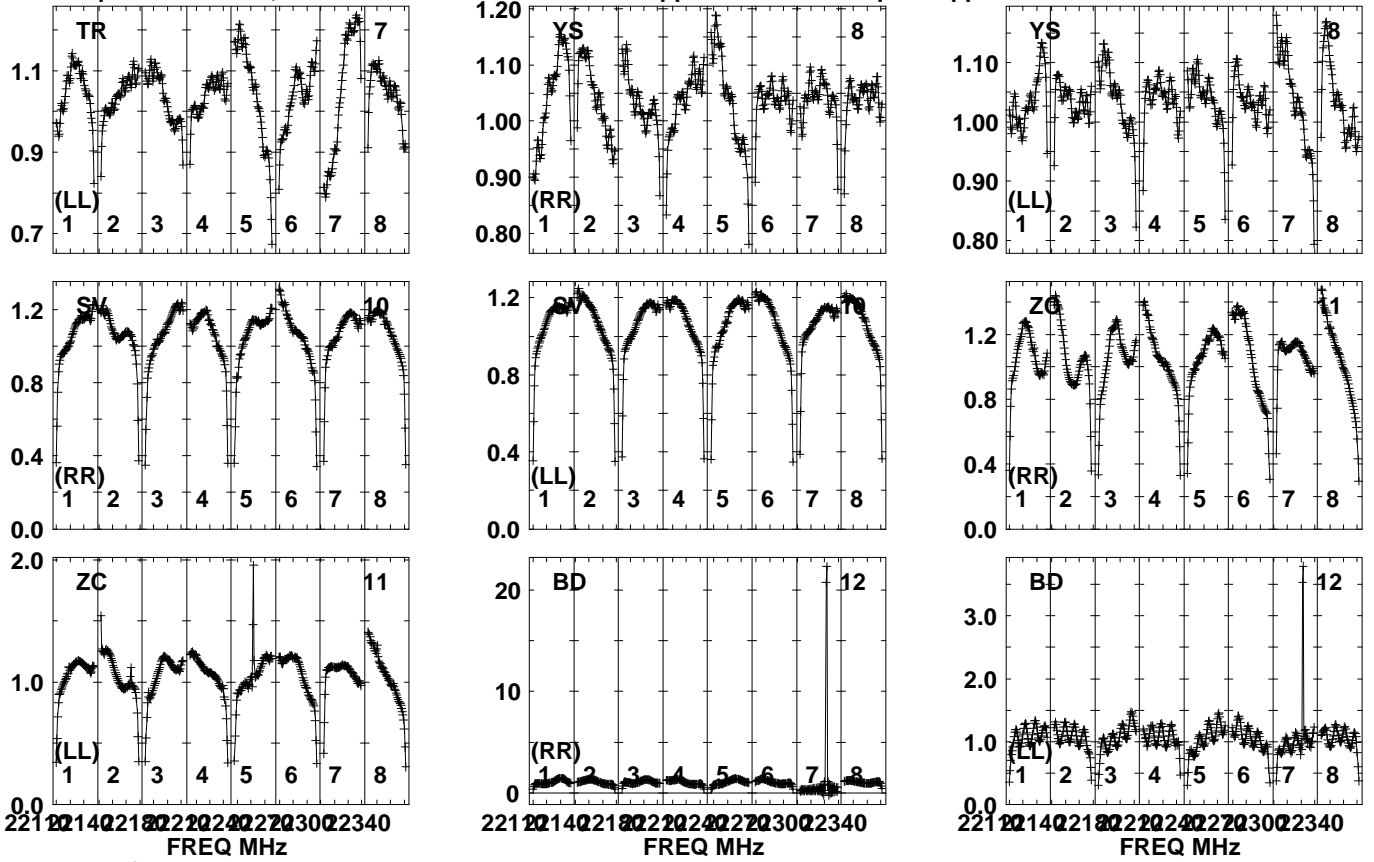 TR 7
1.1
0.9
0.7
(LL)
1 2 3 4 5 6 7 8
YS 8
1.20
1.10
1.00
0.90
0.80
(RR)
1 2 3 4 5 6 7 8
YS 8
1.10
1.00
0.90
0.80
(LL)
1 2 3 4 5 6 7 8
SV 10
1.2
0.8
0.4
0.0
(RR)
1 2 3 4 5 6 7 8
SV 10
1.2
0.8
0.4
0.0
(LL)
1 2 3 4 5 6 7 8
ZC 11
1.2
0.8
0.4
0.0
(RR)
1 2 3 4 5 6 7 8
ZC 11
2.0
1.0
0.0
(LL)
1 2 3 4 5 6 7 8
FREQ MHz
BD 12
20
10
0
(RR)
1 2 3 4 5 6 7 8
FREQ MHz
BD 12
3.0
2.0
1.0
0.0
(LL)
1 2 3 4 5 6 7 8
22340
FREQ MHz